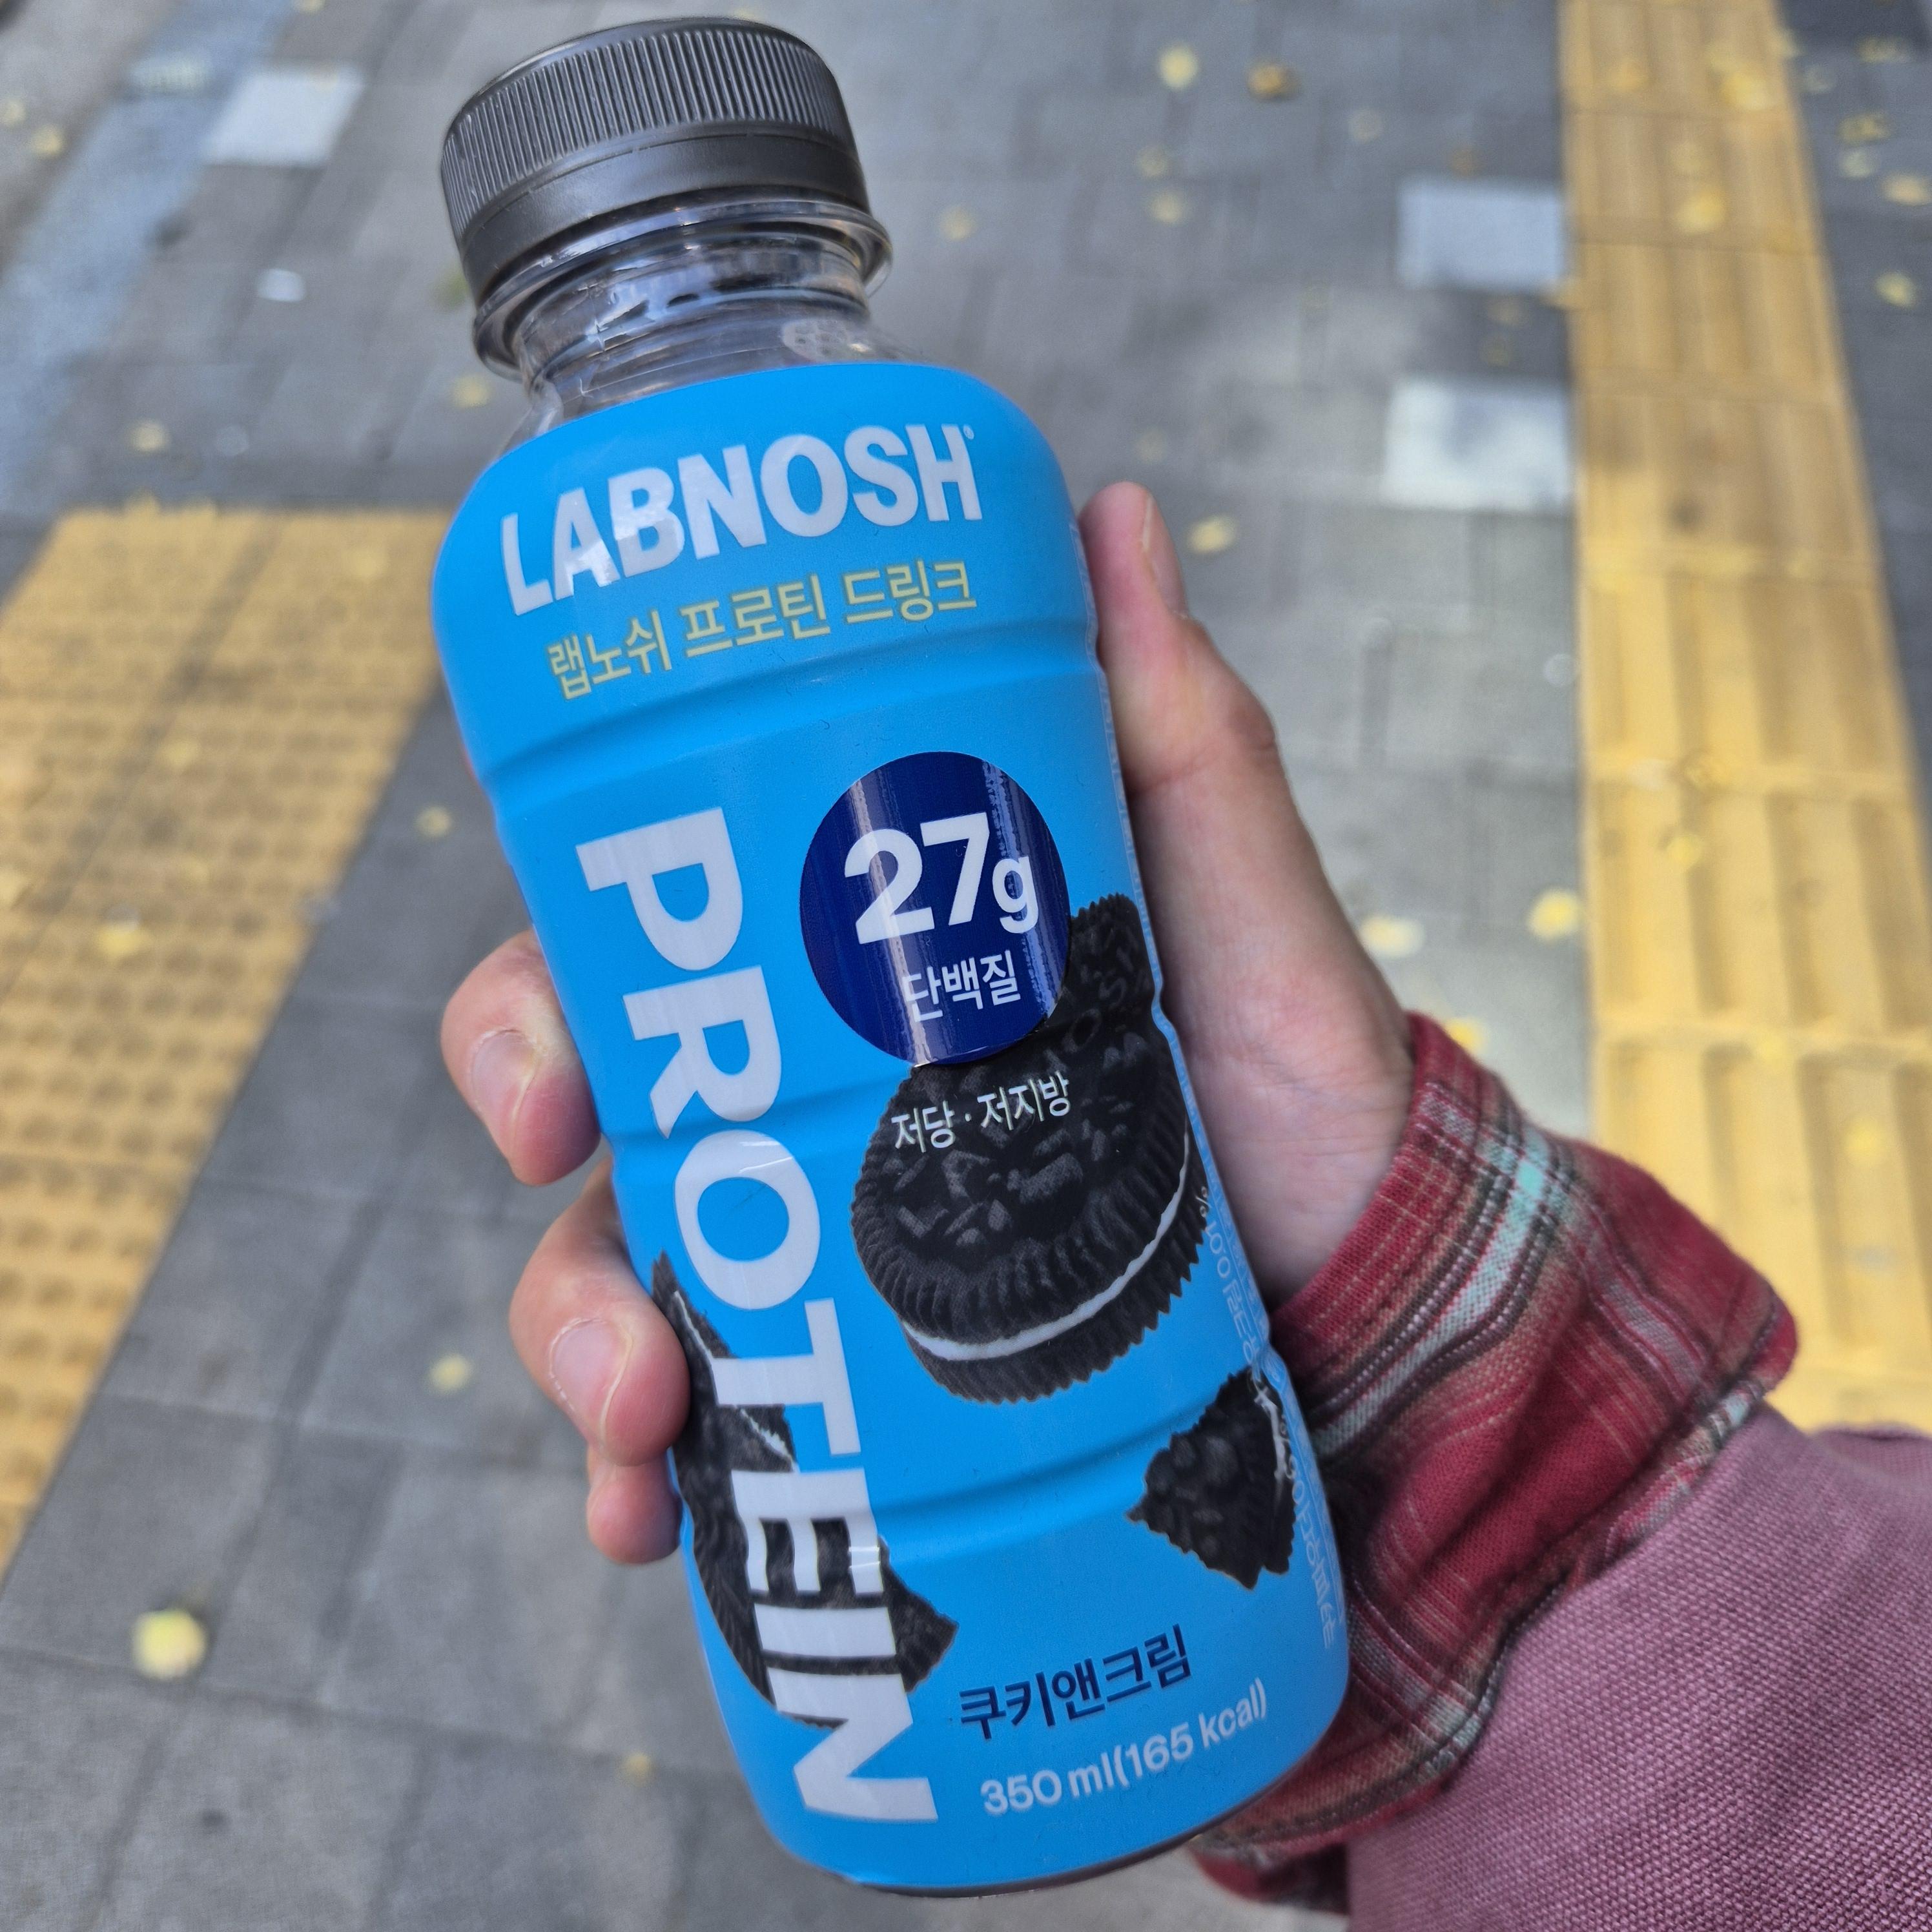 LABNOSH
랩노쉬 프로틴 드링크
PROTEIN
27g
단백질
저당·저지방
쿠키앤크림
350 ml(165 kcal)